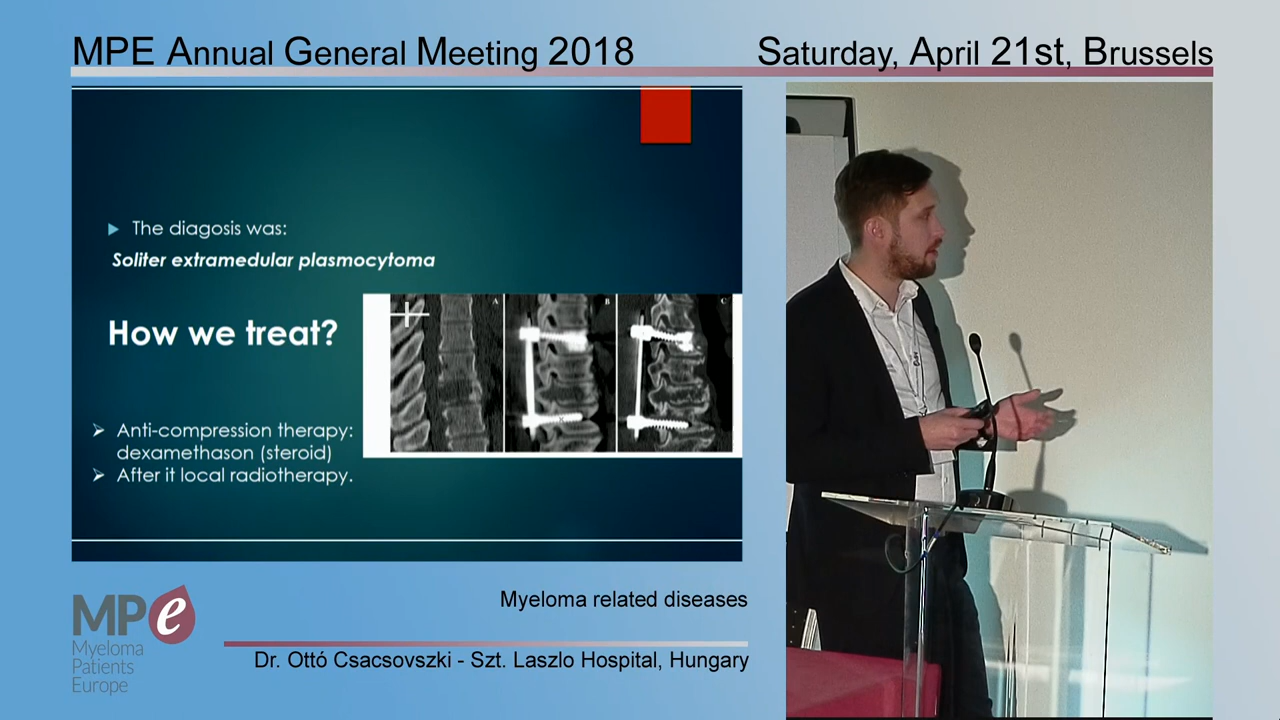 MPE Annual General Meeting 2018
Saturday, April 21st, Brussels
The diagosis was:
Soliter extramedular plasmocytoma
How we treat?
A
B
C
Anti-compression therapy:
dexamethason (steroid)
After it local radiotherapy.
Myeloma related diseases
Dr. Ottó Csacsovszki - Szt. Laszlo Hospital, Hungary
MPe
Myeloma
Patients
Europe